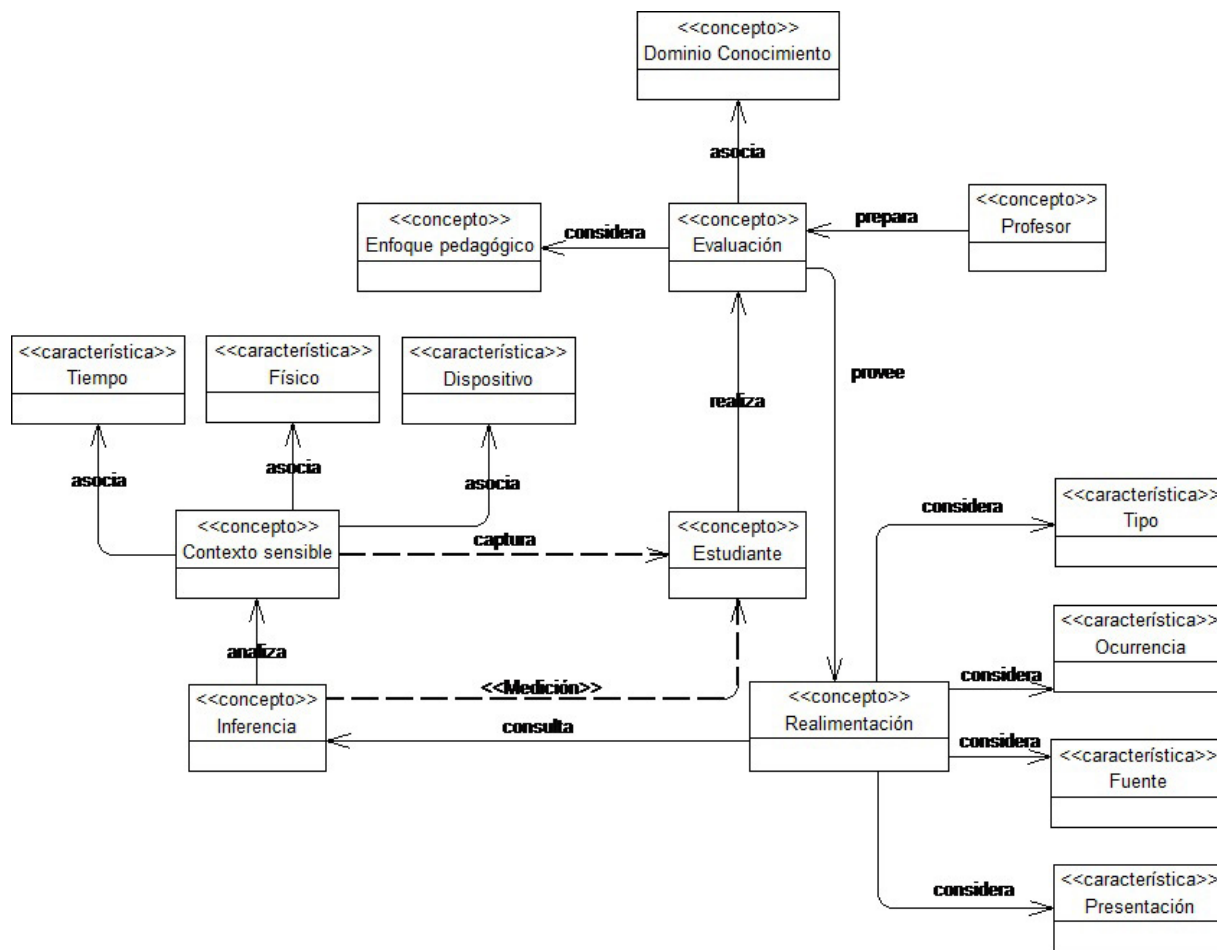 <<concepto>>
Dominio Conocimiento
asocia
<<concepto>>
Enfoque pedagógico
considera
<<concepto>>
Evaluación
prepara
<<concepto>>
Profesor
<<característica>>
Tiempo
<<característica>>
Físico
<<característica>>
Dispositivo
realiza
provee
asocia
asocia
asocia
<<concepto>>
Contexto sensible
captura
<<concepto>>
Estudiante
considera
<<característica>>
Tipo
analiza
<<Medición>>
<<concepto>>
Inferencia
consulta
<<concepto>>
Realimentación
considera
<<característica>>
Ocurrencia
considera
<<característica>>
Fuente
considera
<<característica>>
Presentación